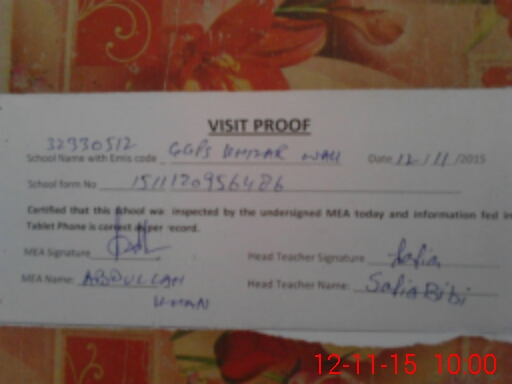 VISIT PROOF
32330512
School Name with Emis code GGPS KHIZAR WALI Date 12/11/2015
School form No 15111209564286
Certified that this school was inspected by the undersigned MEA today and information fed in
Tablet Phone is correct as per record.
MEA Signature Head Teacher Signature Safia
MEA Name: ABDULLAH Head Teacher Name: Safia Bibi
KHAN
12-11-15 10:00